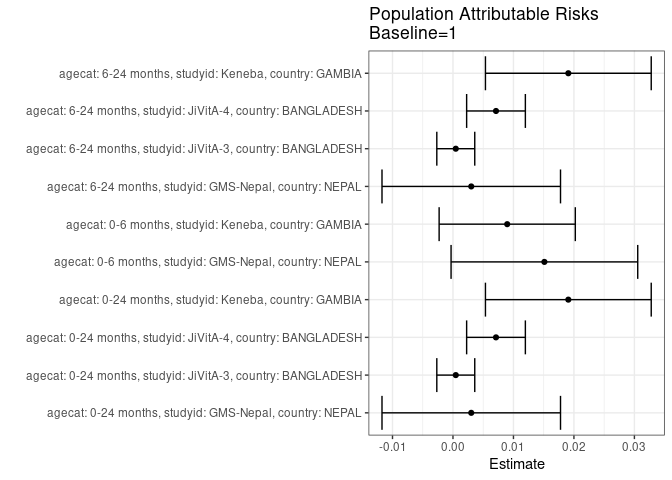 Population Attributable Risks
Baseline=1
agecat: 6-24 months, studyid: Keneba, country: GAMBIA
agecat: 6-24 months, studyid: JiVitA-4, country: BANGLADESH
agecat: 6-24 months, studyid: JiVitA-3, country: BANGLADESH
agecat: 6-24 months, studyid: GMS-Nepal, country: NEPAL
agecat: 0-6 months, studyid: Keneba, country: GAMBIA
agecat: 0-6 months, studyid: GMS-Nepal, country: NEPAL
agecat: 0-24 months, studyid: Keneba, country: GAMBIA
agecat: 0-24 months, studyid: JiVitA-4, country: BANGLADESH
agecat: 0-24 months, studyid: JiVitA-3, country: BANGLADESH
agecat: 0-24 months, studyid: GMS-Nepal, country: NEPAL
-0.01 0.00 0.01 0.02 0.03
Estimate